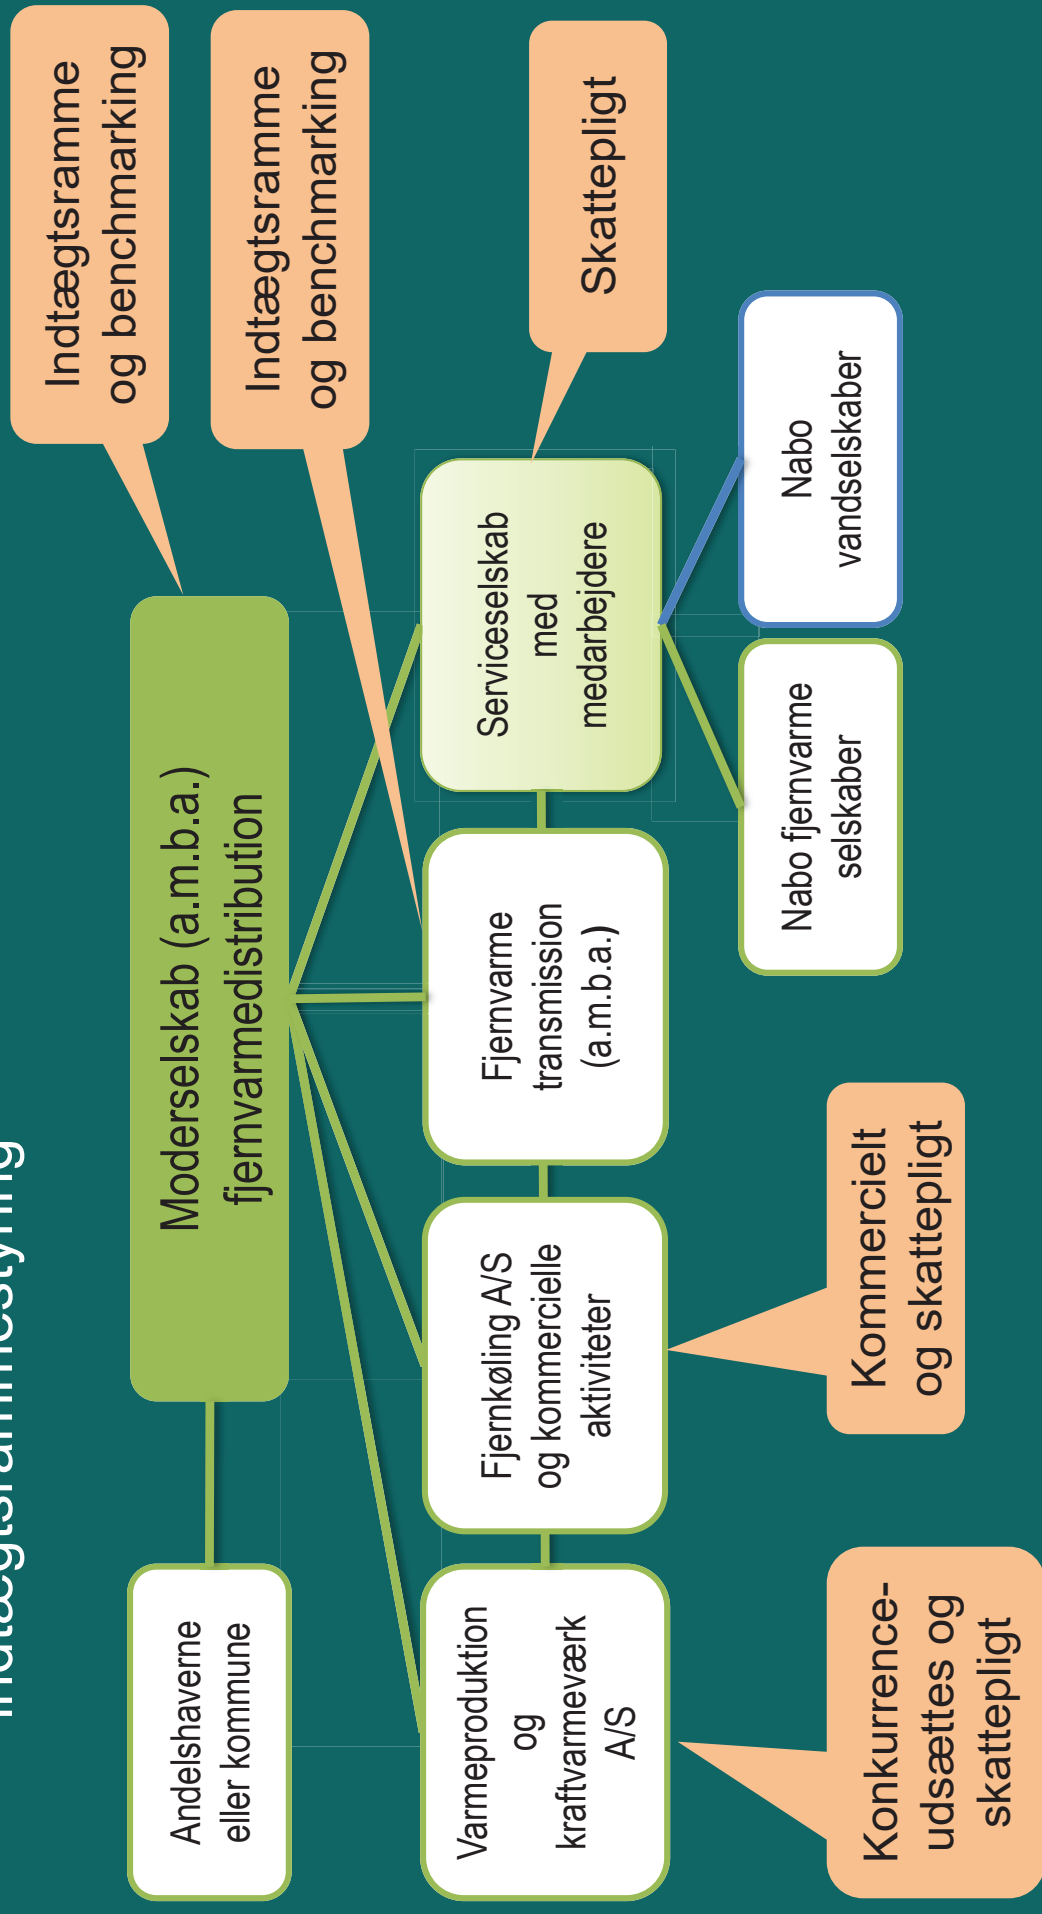 Indtægtsrammestyring
Indtægtsramme
og benchmarking
Andelshaverne
eller kommune
Moderselskab (a.m.b.a.)
fjernvarmedistribution
Indtægtsramme
og benchmarking
Varmeproduktion
og
kraftvarmeværk
A/S
Fjernkøling A/S
og kommercielle
aktiviteter
Fjernvarme
transmission
(a.m.b.a.)
Serviceselskab
med
medarbejdere
Skattepligt
Nabo fjernvarme
selskaber
Nabo
vandselskaber
Konkurrence-
udsættes og
skattepligt
Kommercielt
og skattepligt